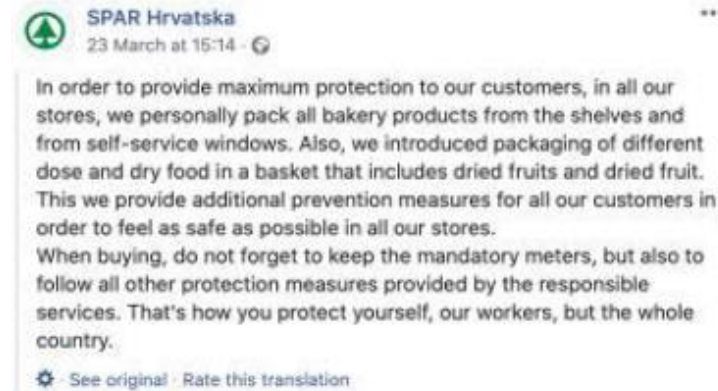 SPAR Hrvatska
23 March at 15:14
In order to provide maximum protection to our customers, in all our
stores, we personally pack all bakery products from the shelves and
from self-service windows. Also, we introduced packaging of different
dose and dry food in a basket that includes dried fruits and dried fruit.
This we provide additional prevention measures for all our customers in
order to feel as safe as possible in all our stores.
When buying, do not forget to keep the mandatory meters, but also to
follow all other protection measures provided by the responsible
services. That's how you protect yourself, our workers, but the whole
country.
See original · Rate this translation